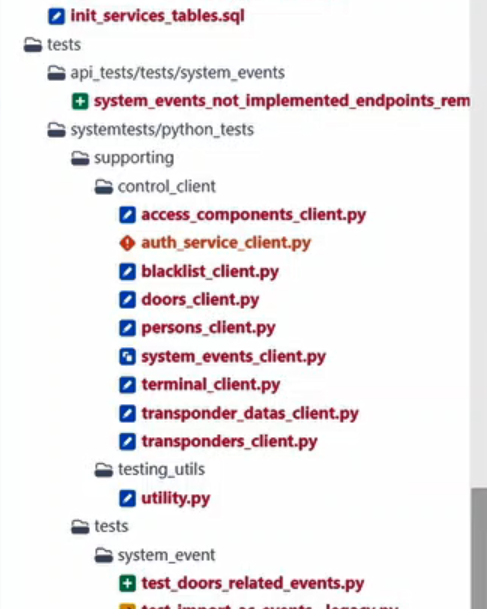 init_services_tables.sql
tests
api_tests/tests/system_events
system_events_not_implemented_endpoints_rem
systemtests/python_tests
supporting
control_client
access_components_client.py
auth_service_client.py
blacklist_client.py
doors_client.py
persons_client.py
system_events_client.py
terminal_client.py
transponder_datas_client.py
transponders_client.py
testing_utils
utility.py
tests
system_event
test_doors_related_events.py